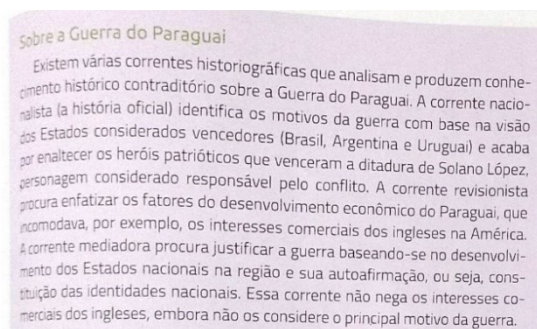 Sobre a Guerra do Paraguai
Existem várias correntes historiográficas que analisam e produzem conhe-
cimento histórico contraditório sobre a Guerra do Paraguai. A corrente nacio-
nalista (a história oficial) identifica os motivos da guerra com base na visão
dos Estados considerados vencedores (Brasil, Argentina e Uruguai) e acaba
por enaltecer os heróis patrióticos que venceram a ditadura de Solano López,
personagem considerado responsável pelo conflito. A corrente revisionista
procura enfatizar os fatores do desenvolvimento econômico do Paraguai, que
incomodava, por exemplo, os interesses comerciais dos ingleses na América.
A corrente mediadora procura justificar a guerra baseando-se no desenvolvi-
mento dos Estados nacionais na região e sua autoafirmação, ou seja, cons-
tituição das identidades nacionais. Essa corrente não nega os interesses co-
merciais dos ingleses, embora não os considere o principal motivo da guerra.